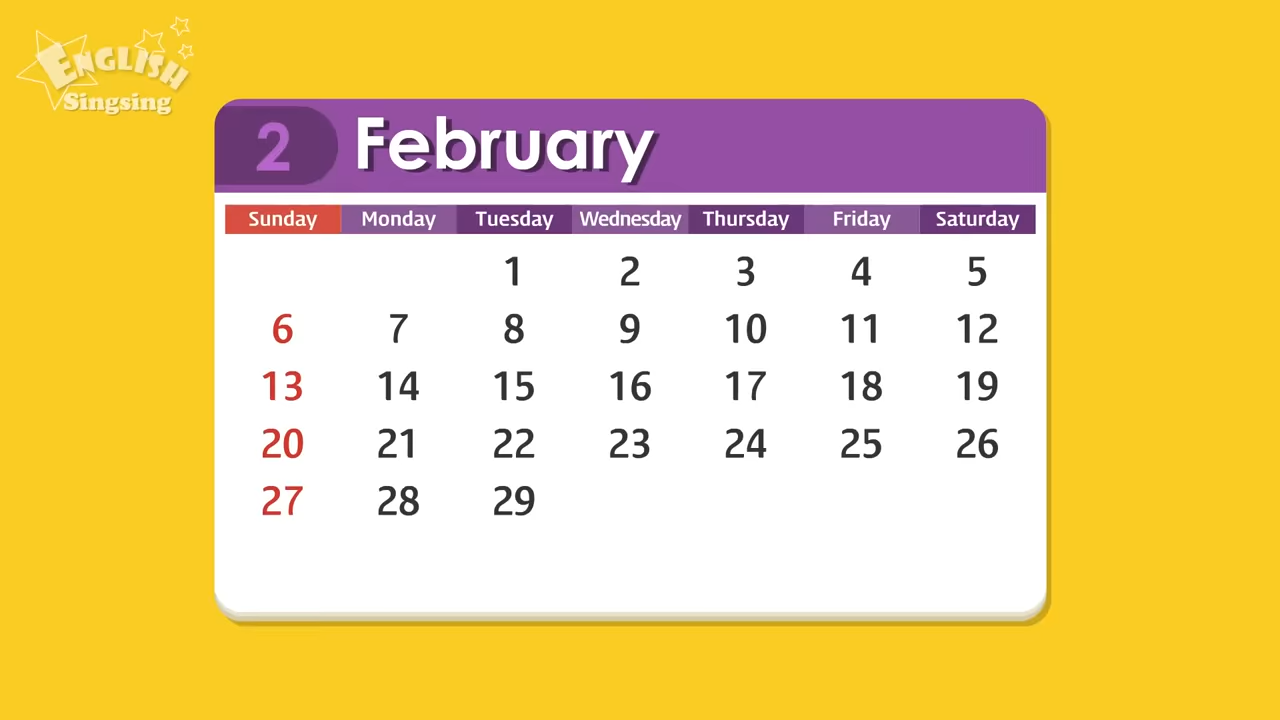 ENGLISH
Singsing
2 February
Sunday Monday Tuesday Wednesday Thursday Friday Saturday
1 2 3 4 5
6 7 8 9 10 11 12
13 14 15 16 17 18 19
20 21 22 23 24 25 26
27 28 29